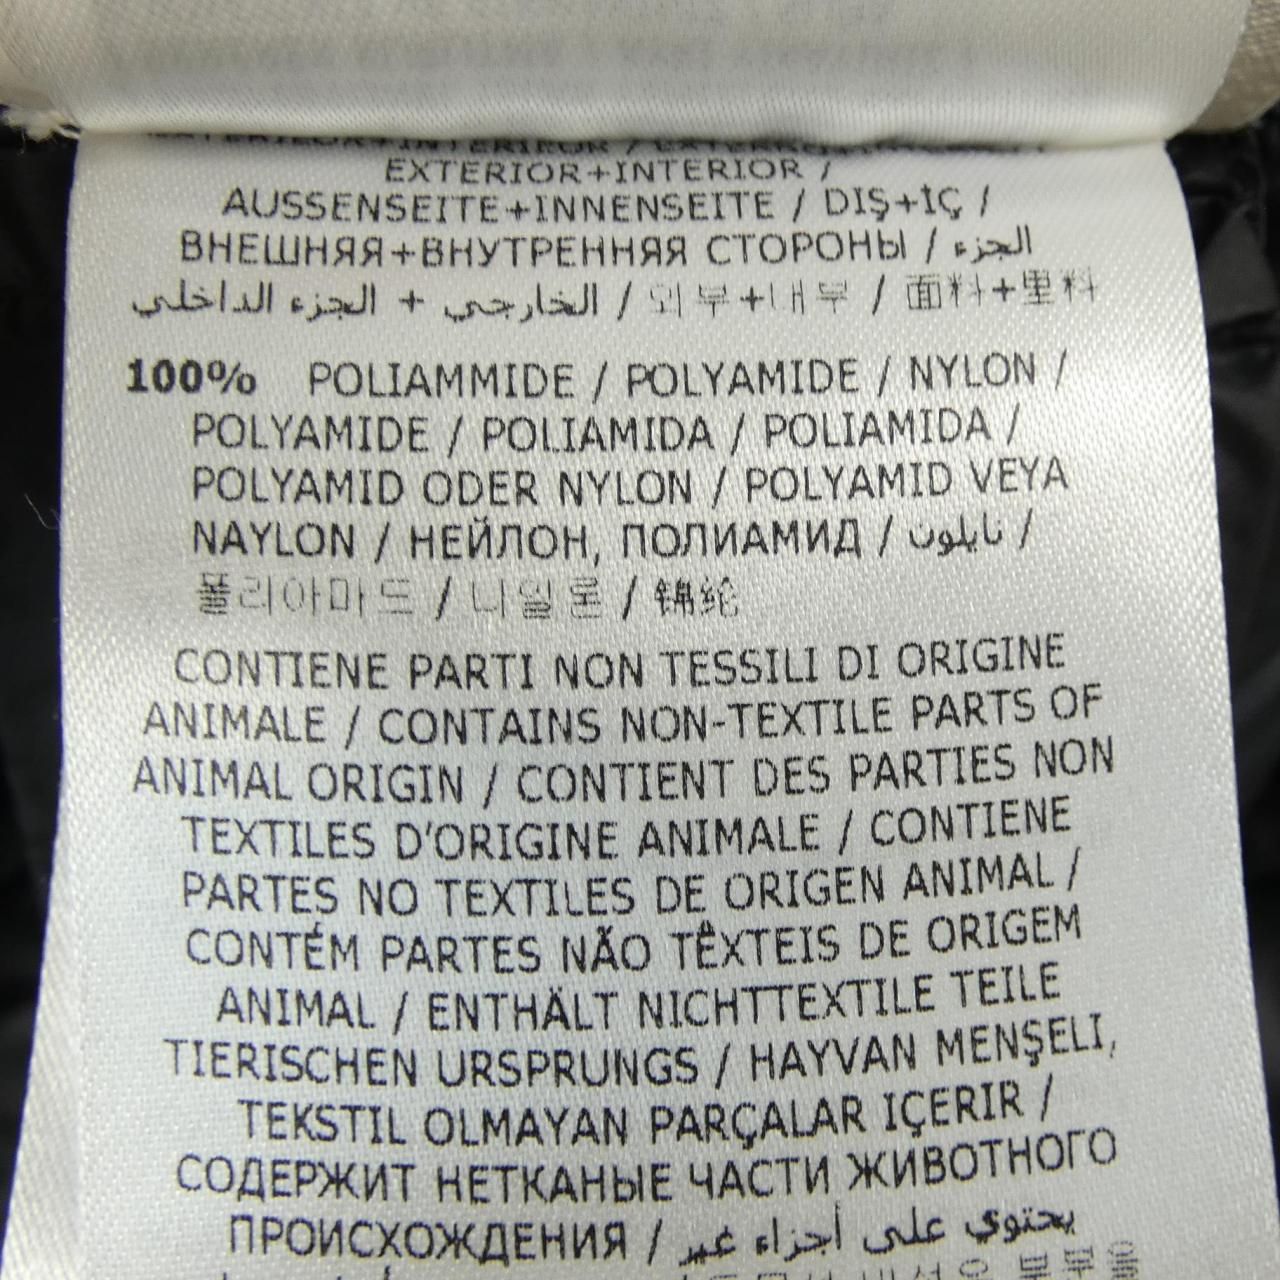 EXTERIOR+INTERIOR /
AUSSENSEITE+INNENSEITE / DIŞ+İÇ /
ВНЕШНЯЯ+ВНУТРЕННЯЯ СТОРОНЫ / الجزء
الخارجي + الجزء الداخلي / 외부+내부 / 面料+里料
100% POLIAMMIDE / POLYAMIDE / NYLON /
POLYAMIDE / POLIAMIDA / POLIAMIDA /
POLYAMID ODER NYLON / POLYAMID VEYA
NAYLON / НЕЙЛОН, ПОЛИАМИД / نايلون /
폴리아마드 / 나일론 / 锦纶
CONTIENE PARTI NON TESSILI DI ORIGINE
ANIMALE / CONTAINS NON-TEXTILE PARTS OF
ANIMAL ORIGIN / CONTIENT DES PARTIES NON
TEXTILES D'ORIGINE ANIMALE / CONTIENE
PARTES NO TEXTILES DE ORIGEN ANIMAL /
CONTÉM PARTES NÃO TÊXTEIS DE ORIGEM
ANIMAL / ENTHÄLT NICHTTEXTILE TEILE
TIERISCHEN URSPRUNGS / HAYVAN MENŞELI,
TEKSTIL OLMAYAN PARÇALAR IÇERIR /
СОДЕРЖИТ НЕТКАНЫЕ ЧАСТИ ЖИВОТНОГО
ПРОИСХОЖДЕНИЯ / يحتوي على أجزاء غير